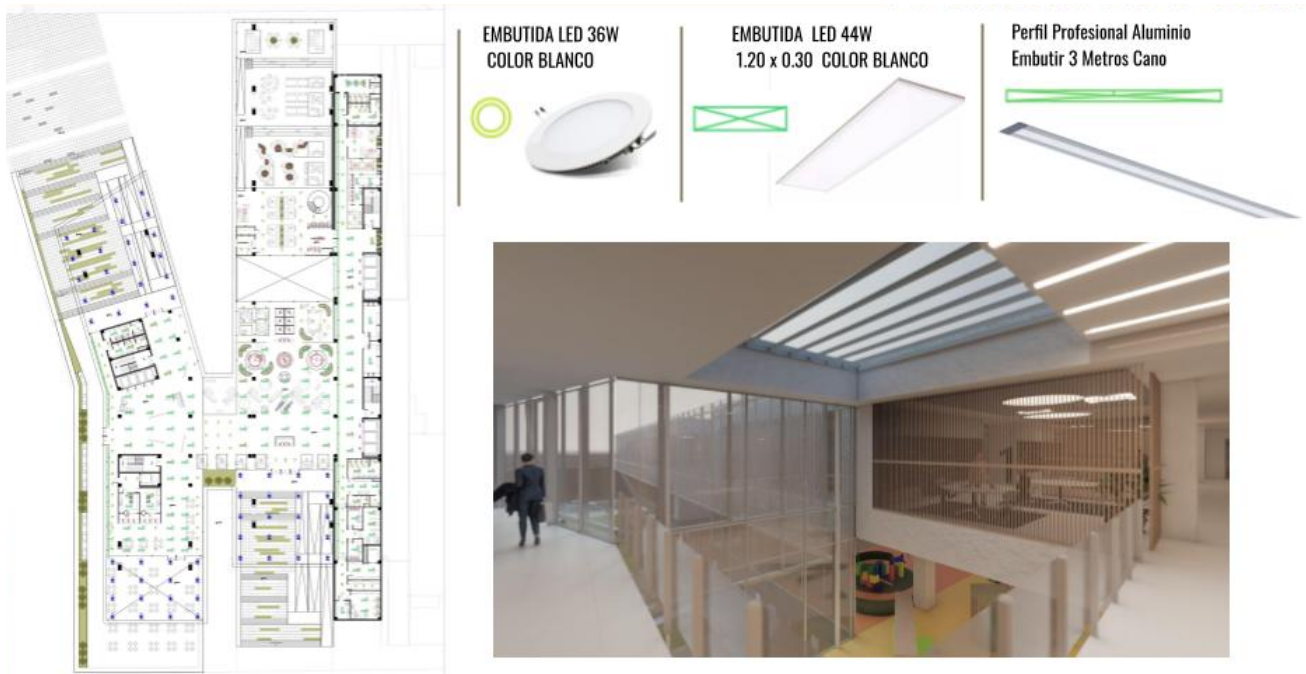 EMBUTIDA LED 36W
COLOR BLANCO
EMBUTIDA LED 44W
1.20 x 0.30 COLOR BLANCO
Perfil Profesional Aluminio
Embutir 3 Metros Cano